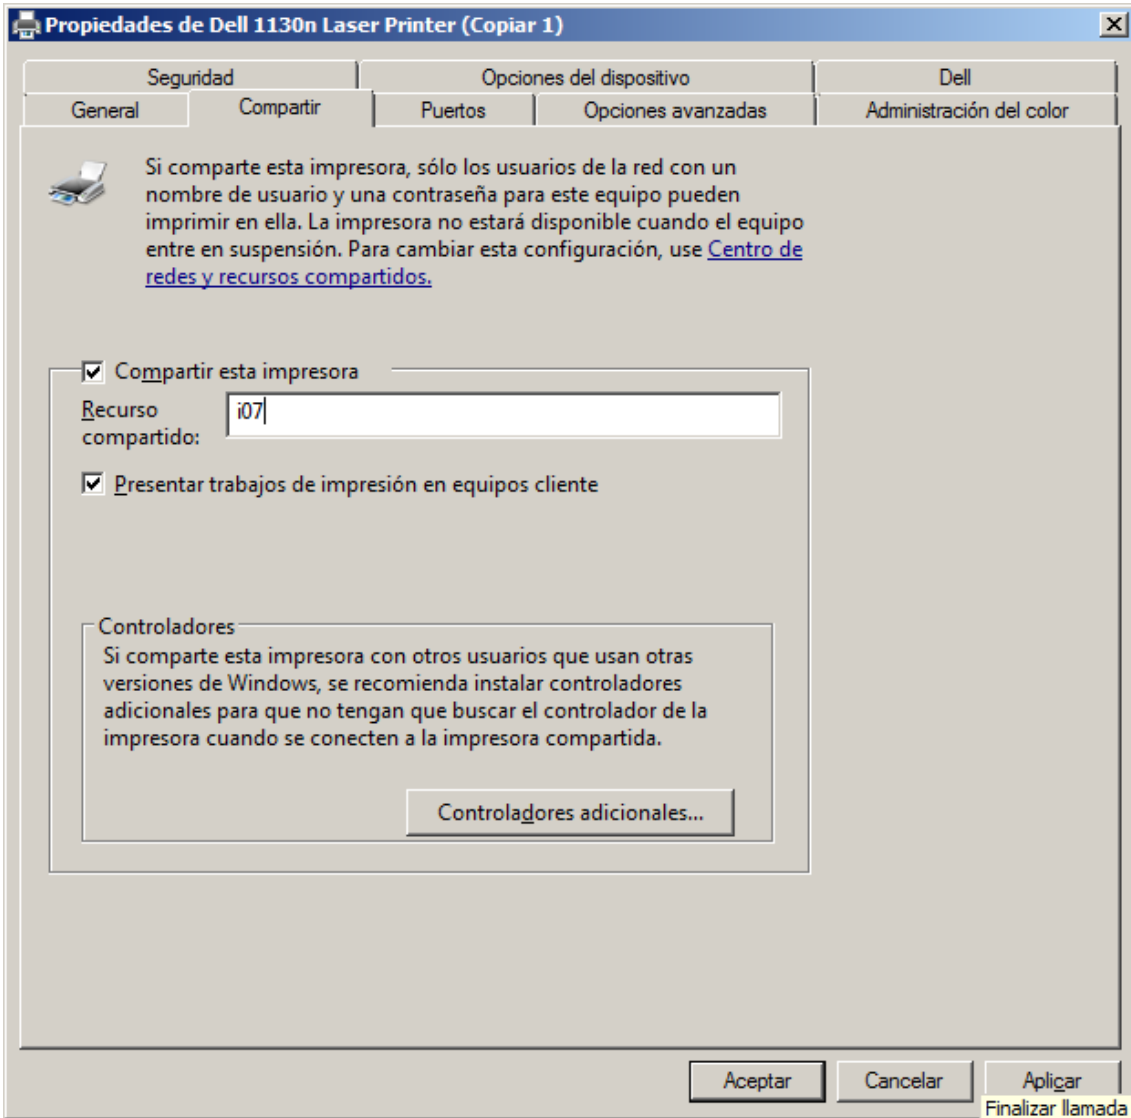 Propiedades de Dell 1130n Laser Printer (Copiar 1)
Seguridad
Opciones del dispositivo
Dell
General
Compartir
Puertos
Opciones avanzadas
Administración del color
Si comparte esta impresora, sólo los usuarios de la red con un
nombre de usuario y una contraseña para este equipo pueden
imprimir en ella. La impresora no estará disponible cuando el equipo
entre en suspensión. Para cambiar esta configuración, use Centro de
redes y recursos compartidos.
Compartir esta impresora
Recurso
compartido:
i07
Presentar trabajos de impresión en equipos cliente
Controladores
Si comparte esta impresora con otros usuarios que usan otras
versiones de Windows, se recomienda instalar controladores
adicionales para que no tengan que buscar el controlador de la
impresora cuando se conecten a la impresora compartida.
Controladores adicionales...
Aceptar
Cancelar
Aplicar
Finalizar llamada